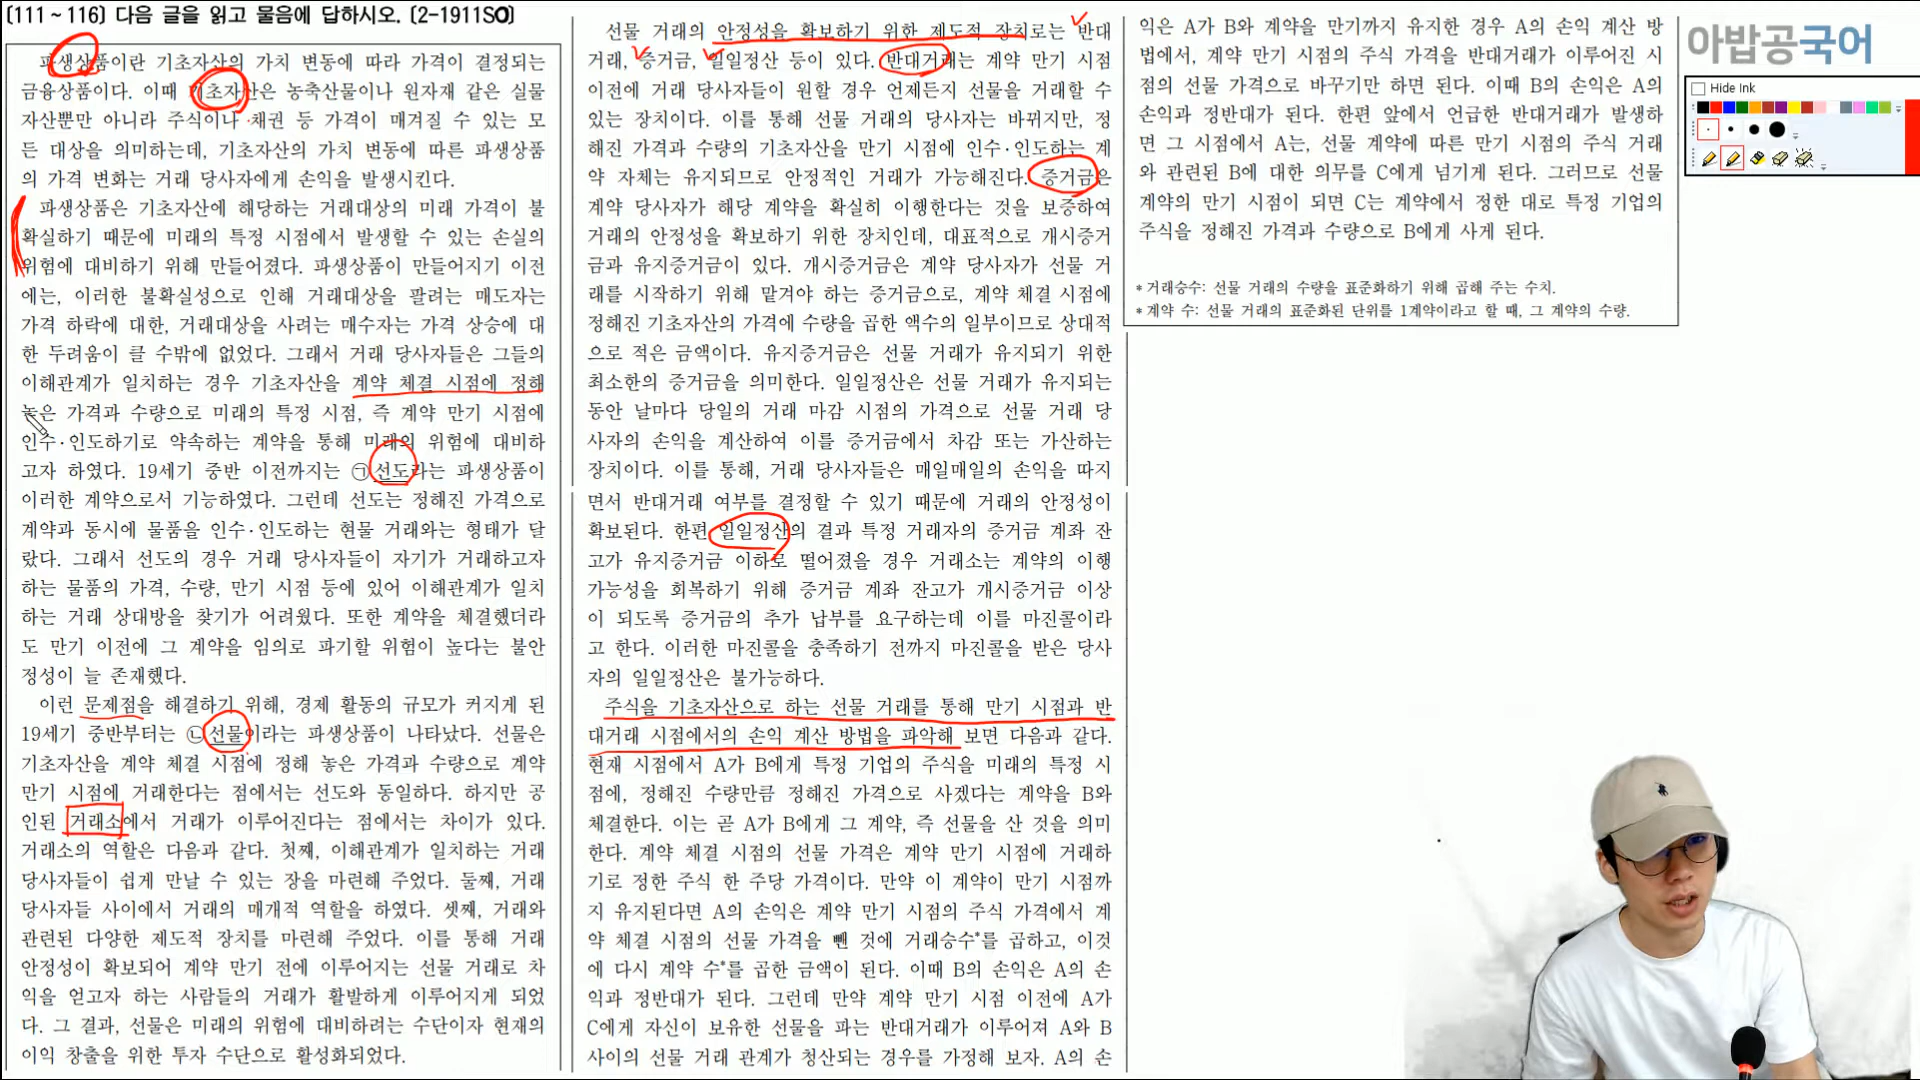 [111 ~ 116] 다음 글을 읽고 물음에 답하시오. [2-1911SO]
파생상품이란 기초자산의 가치 변동에 따라 가격이 결정되는
금융상품이다. 이때 기초자산은 농축산물이나 원자재 같은 실물
자산뿐만 아니라 주식이나 채권 등 가격이 매겨질 수 있는 모
든 대상을 의미하는데, 기초자산의 가치 변동에 따른 파생상품
의 가격 변화는 거래 당사자에게 손익을 발생시킨다.
파생상품은 기초자산에 해당하는 거래대상의 미래 가격이 불
확실하기 때문에 미래의 특정 시점에서 발생할 수 있는 손실의
위험에 대비하기 위해 만들어졌다. 파생상품이 만들어지기 이전
에는, 이러한 불확실성으로 인해 거래대상을 팔려는 매도자는
가격 하락에 대한, 거래대상을 사려는 매수자는 가격 상승에 대
한 두려움이 클 수밖에 없었다. 그래서 거래 당사자들은 그들의
이해관계가 일치하는 경우 기초자산을 계약 체결 시점에 정해
놓은 가격과 수량으로 미래의 특정 시점, 즉 계약 만기 시점에
인수·인도하기로 약속하는 계약을 통해 미래의 위험에 대비하
고자 하였다. 19세기 중반 이전까지는 ㉠선도라는 파생상품이
이러한 계약으로서 기능하였다. 그런데 선도는 정해진 가격으로
계약과 동시에 물품을 인수·인도하는 현물 거래와는 형태가 달
랐다. 그래서 선도의 경우 거래 당사자들이 자기가 거래하고자
하는 물품의 가격, 수량, 만기 시점 등에 있어 이해관계가 일치
하는 거래 상대방을 찾기가 어려웠다. 또한 계약을 체결했더라
도 만기 이전에 그 계약을 임의로 파기할 위험이 높다는 불안
정성이 늘 존재했다.
이런 문제점을 해결하기 위해, 경제 활동의 규모가 커지게 된
19세기 중반부터는 ㉡선물이라는 파생상품이 나타났다. 선물은
기초자산을 계약 체결 시점에 정해 놓은 가격과 수량으로 계약
만기 시점에 거래한다는 점에서는 선도와 동일하다. 하지만 공
인된 거래소에서 거래가 이루어진다는 점에서는 차이가 있다.
거래소의 역할은 다음과 같다. 첫째, 이해관계가 일치하는 거래
당사자들이 쉽게 만날 수 있는 장을 마련해 주었다. 둘째, 거래
당사자들 사이에서 거래의 매개적 역할을 하였다. 셋째, 거래와
관련된 다양한 제도적 장치를 마련해 주었다. 이를 통해 거래
안정성이 확보되어 계약 만기 전에 이루어지는 선물 거래로 차
익을 얻고자 하는 사람들의 거래가 활발하게 이루어지게 되었
다. 그 결과, 선물은 미래의 위험에 대비하려는 수단이자 현재의
이익 창출을 위한 투자 수단으로 활성화되었다.
선물 거래의 안정성을 확보하기 위한 제도적 장치로는 반대
거래, 증거금, 일일정산 등이 있다. 반대거래는 계약 만기 시점
이전에 거래 당사자들이 원할 경우 언제든지 선물을 거래할 수
있는 장치이다. 이를 통해 선물 거래의 당사자는 바뀌지만, 정
해진 가격과 수량의 기초자산을 만기 시점에 인수·인도하는 계
약 자체는 유지되므로 안정적인 거래가 가능해진다. 증거금은
계약 당사자가 해당 계약을 확실히 이행한다는 것을 보증하여
거래의 안정성을 확보하기 위한 장치인데, 대표적으로 개시증거
금과 유지증거금이 있다. 개시증거금은 계약 당사자가 선물 거
래를 시작하기 위해 맡겨야 하는 증거금으로, 계약 체결 시점에
정해진 기초자산의 가격에 수량을 곱한 액수의 일부이므로 상대적
으로 적은 금액이다. 유지증거금은 선물 거래가 유지되기 위한
최소한의 증거금을 의미한다. 일일정산은 선물 거래가 유지되는
동안 날마다 당일의 거래 마감 시점의 가격으로 선물 거래 당
사자의 손익을 계산하여 이를 증거금에서 차감 또는 가산하는
장치이다. 이를 통해, 거래 당사자들은 매일매일의 손익을 따지
면서 반대거래 여부를 결정할 수 있기 때문에 거래의 안정성이
확보된다. 한편 일일정산의 결과 특정 거래자의 증거금 계좌 잔
고가 유지증거금 이하로 떨어졌을 경우 거래소는 계약의 이행
가능성을 회복하기 위해 증거금 계좌 잔고가 개시증거금 이상
이 되도록 증거금의 추가 납부를 요구하는데 이를 마진콜이라
고 한다. 이러한 마진콜을 충족하기 전까지 마진콜을 받은 당사
자의 일일정산은 불가능하다.
주식을 기초자산으로 하는 선물 거래를 통해 만기 시점과 반
대거래 시점에서의 손익 계산 방법을 파악해 보면 다음과 같다.
현재 시점에서 A가 B에게 특정 기업의 주식을 미래의 특정 시
점에, 정해진 수량만큼 정해진 가격으로 사겠다는 계약을 B와
체결한다. 이는 곧 A가 B에게 그 계약, 즉 선물을 산 것을 의미
한다. 계약 체결 시점의 선물 가격은 계약 만기 시점에 거래하
기로 정한 주식 한 주당 가격이다. 만약 이 계약이 만기 시점까
지 유지된다면 A의 손익은 계약 만기 시점의 주식 가격에서 계
약 체결 시점의 선물 가격을 뺀 것에 거래승수*를 곱하고, 이것
에 다시 계약 수*를 곱한 금액이 된다. 이때 B의 손익은 A의 손
익과 정반대가 된다. 그런데 만약 계약 만기 시점 이전에 A가
C에게 자신이 보유한 선물을 파는 반대거래가 이루어져 A와 B
사이의 선물 거래 관계가 청산되는 경우를 가정해 보자. A의 손
익은 A가 B와 계약을 만기까지 유지한 경우 A의 손익 계산 방
법에서, 계약 만기 시점의 주식 가격을 반대거래가 이루어진 시
점의 선물 가격으로 바꾸기만 하면 된다. 이때 B의 손익은 A의
손익과 정반대가 된다. 한편 앞에서 언급한 반대거래가 발생하
면 그 시점에서 A는, 선물 계약에 따른 만기 시점의 주식 거래
와 관련된 B에 대한 의무를 C에게 넘기게 된다. 그러므로 선물
계약의 만기 시점이 되면 C는 계약에서 정한 대로 특정 기업의
주식을 정해진 가격과 수량으로 B에게 사게 된다.
* 거래승수: 선물 거래의 수량을 표준화하기 위해 곱해 주는 수치.
* 계약 수: 선물 거래의 표준화된 단위를 1계약이라고 할 때, 그 계약의 수량.
아밥공국어
Hide Ink